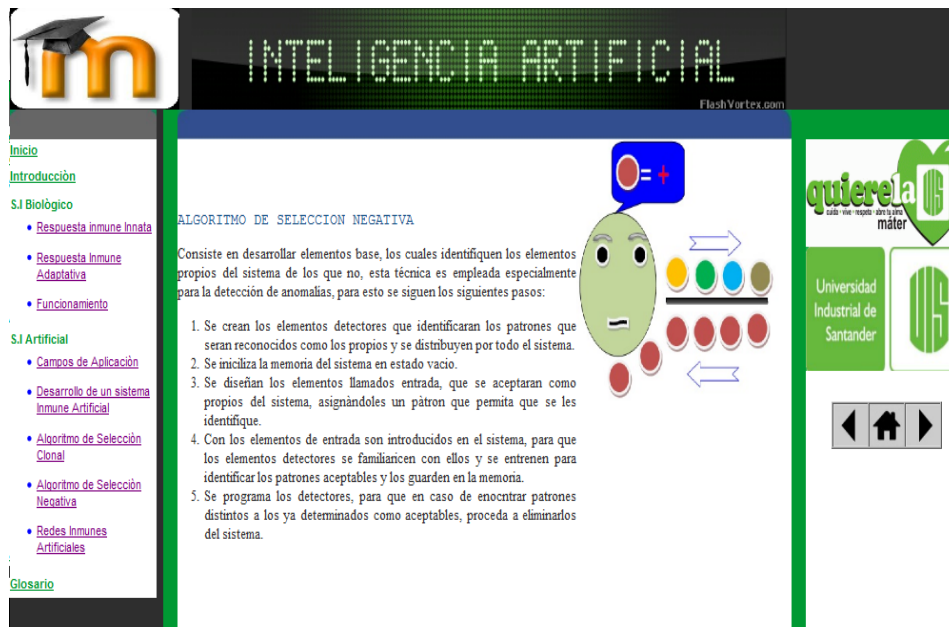 m
INTELIGENCIA ARTIFICIAL
FlashVortex.com
Inicio
Introducciòn
S.I Biològico
Respuesta inmune Innata
Respuesta Inmune
Adaptativa
Funcionamiento
S.I Artificial
Campos de Aplicaciòn
Desarrollo de un sistema
Inmune Artificial
Algoritmo de Selecciòn
Clonal
Algoritmo de Selecciòn
Negativa
Redes Inmunes
Artificiales
Glosario
= +
ALGORITMO DE SELECCION NEGATIVA
Consiste en desarrollar elementos base, los cuales identifiquen los elementos
propios del sistema de los que no, esta técnica es empleada especialmente
para la detección de anomalias, para esto se siguen los siguientes pasos:
1. Se crean los elementos detectores que identificaran los patrones que
seran reconocidos como los propios y se distribuyen por todo el sistema.
2. Se iniciliza la memoria del sistema en estado vacio.
3. Se diseñan los elementos llamados entrada, que se aceptaran como
propios del sistema, asignàndoles un pàtron que permita que se les
identifique.
4. Con los elementos de entrada son introducidos en el sistema, para que
los elementos detectores se familiaricen con ellos y se entrenen para
identificar los patrones aceptables y los guarden en la memoria.
5. Se programa los detectores, para que en caso de enocntrar patrones
distintos a los ya determinados como aceptables, proceda a eliminarlos
del sistema.
quierela
cuida · vive · respeta · abre tu alma
máter
Universidad
Industrial de
Santander